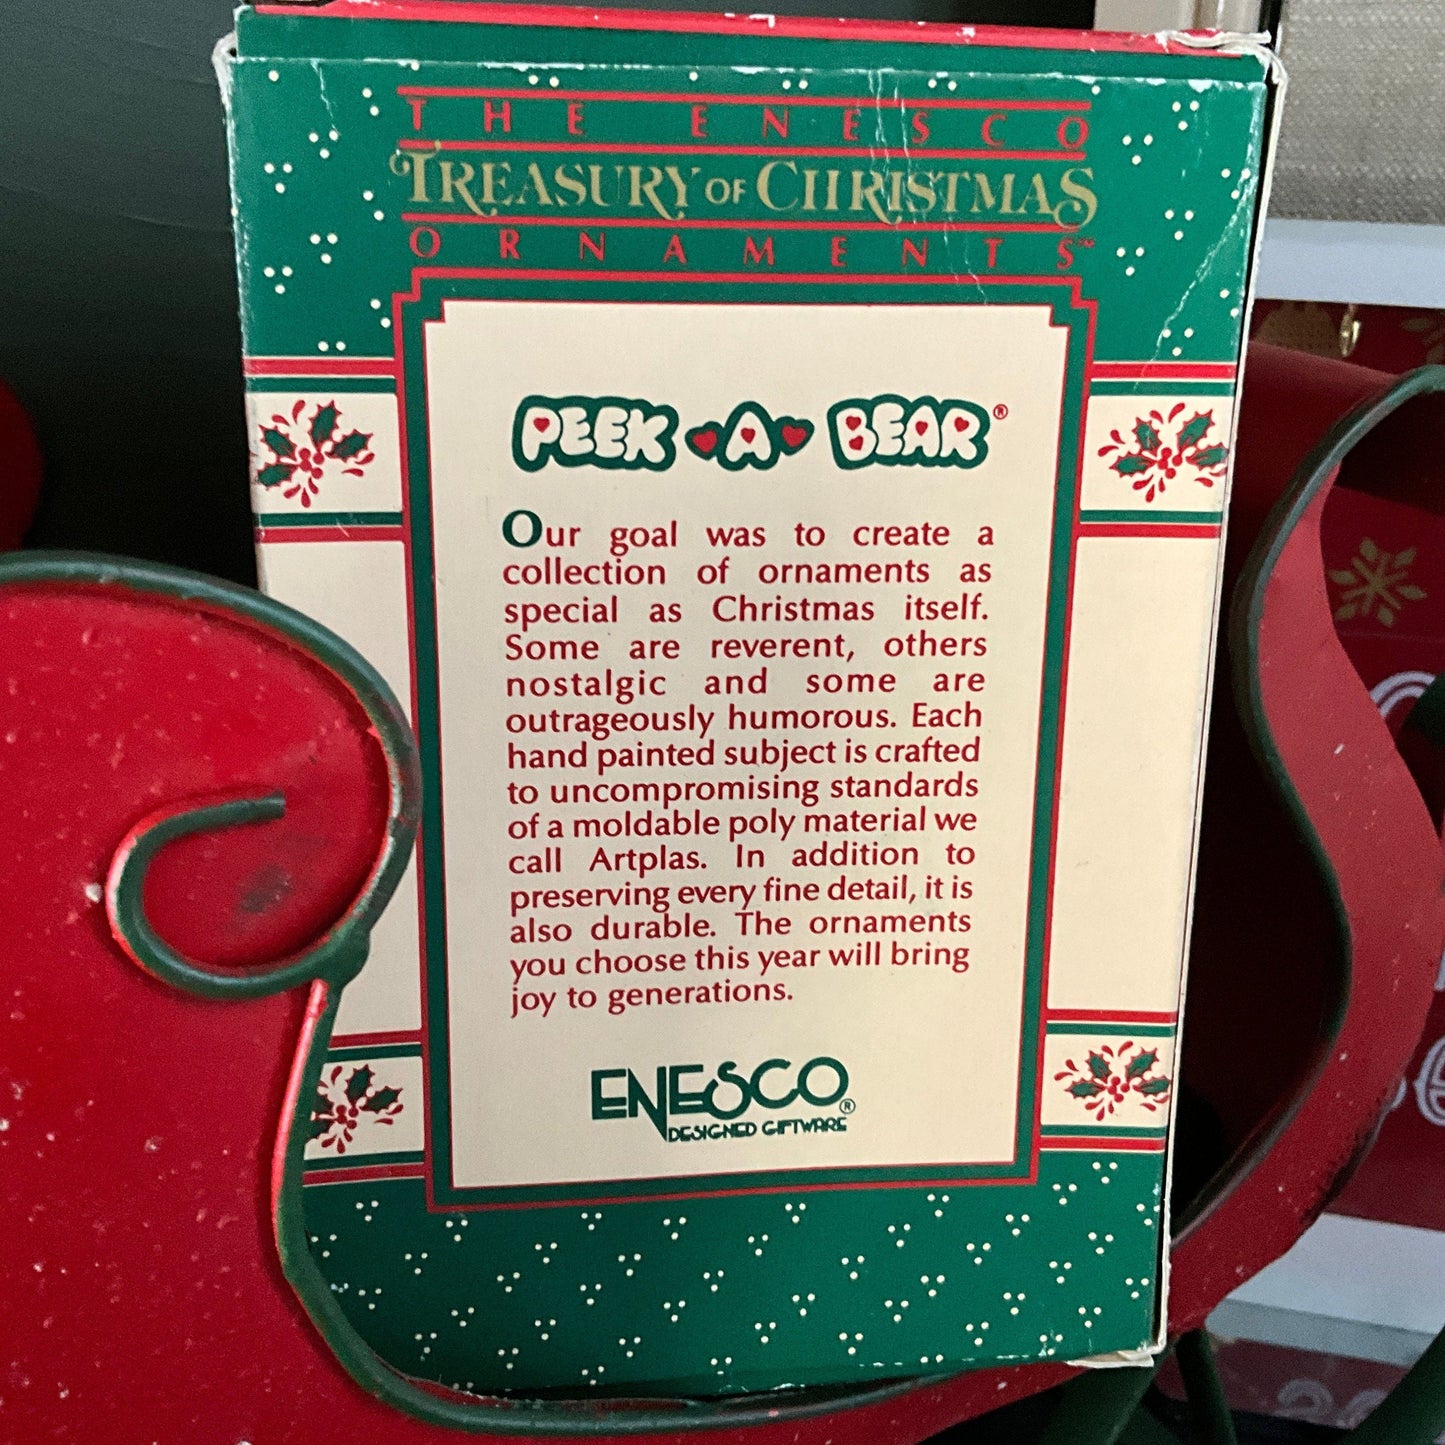 THE ENESCO
TREASURY OF CHRISTMAS
ORNAMENTS™
PEEK-A-BEAR®
Our goal was to create a
collection of ornaments as
special as Christmas itself.
Some are reverent, others
nostalgic and some are
outrageously humorous. Each
hand painted subject is crafted
to uncompromising standards
of a moldable poly material we
call Artplas. In addition to
preserving every fine detail, it is
also durable. The ornaments
you choose this year will bring
joy to generations.
ENESCO®
DESIGNED GIFTWARE